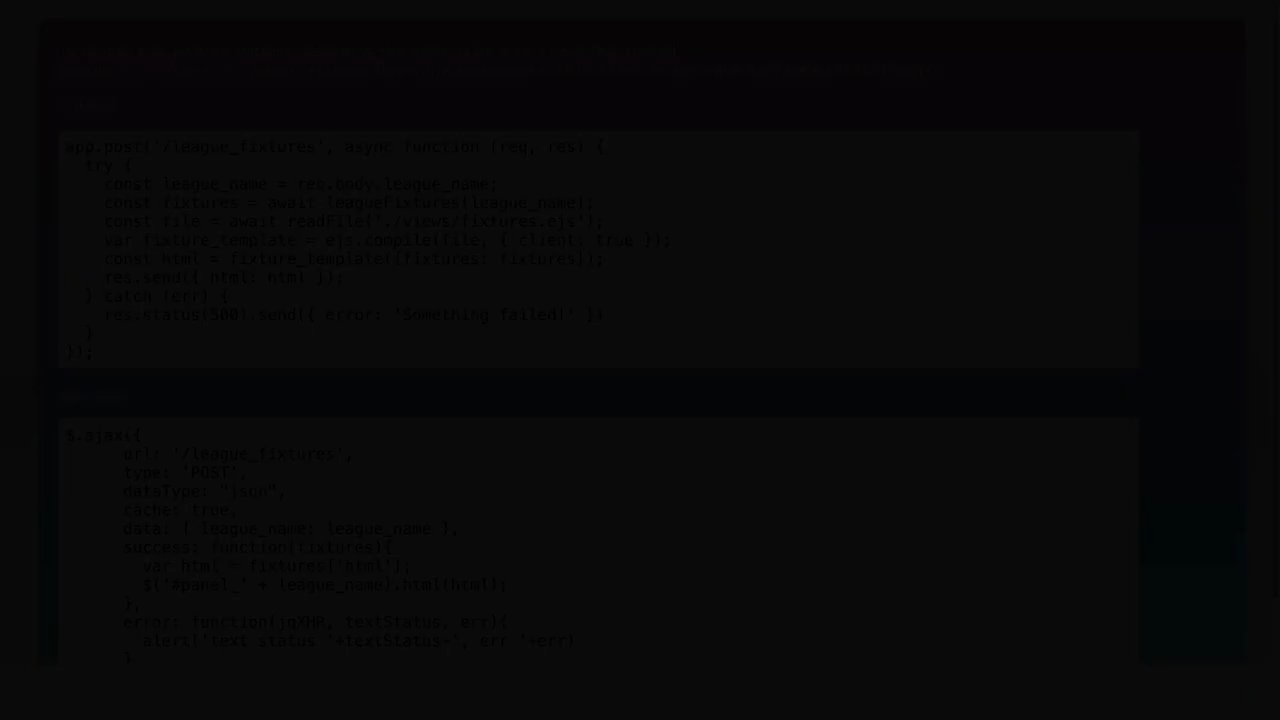 app.post('/league_fixtures', async function (req, res) {
try {
const league_name = req.body.league_name;
const fixtures = await leagueFixtures(league_name);
const file = await readFile('./views/fixtures.ejs');
var fixture_template = ejs.compile(file, { client: true });
const html = fixture_template({fixtures: fixtures});
res.send({ html: html });
} catch (err) {
res.status(500).send({ error: 'Something failed!' })
}
});
$.ajax({
url: '/league_fixtures',
type: 'POST',
dataType: "json",
cache: true,
data: { league_name: league_name },
success: function(fixtures){
var html = fixtures['html'];
$('#panel_' + league_name).html(html);
},
error: function(jqXHR, textStatus, err){
alert('text status '+textStatus+', err '+err)
}